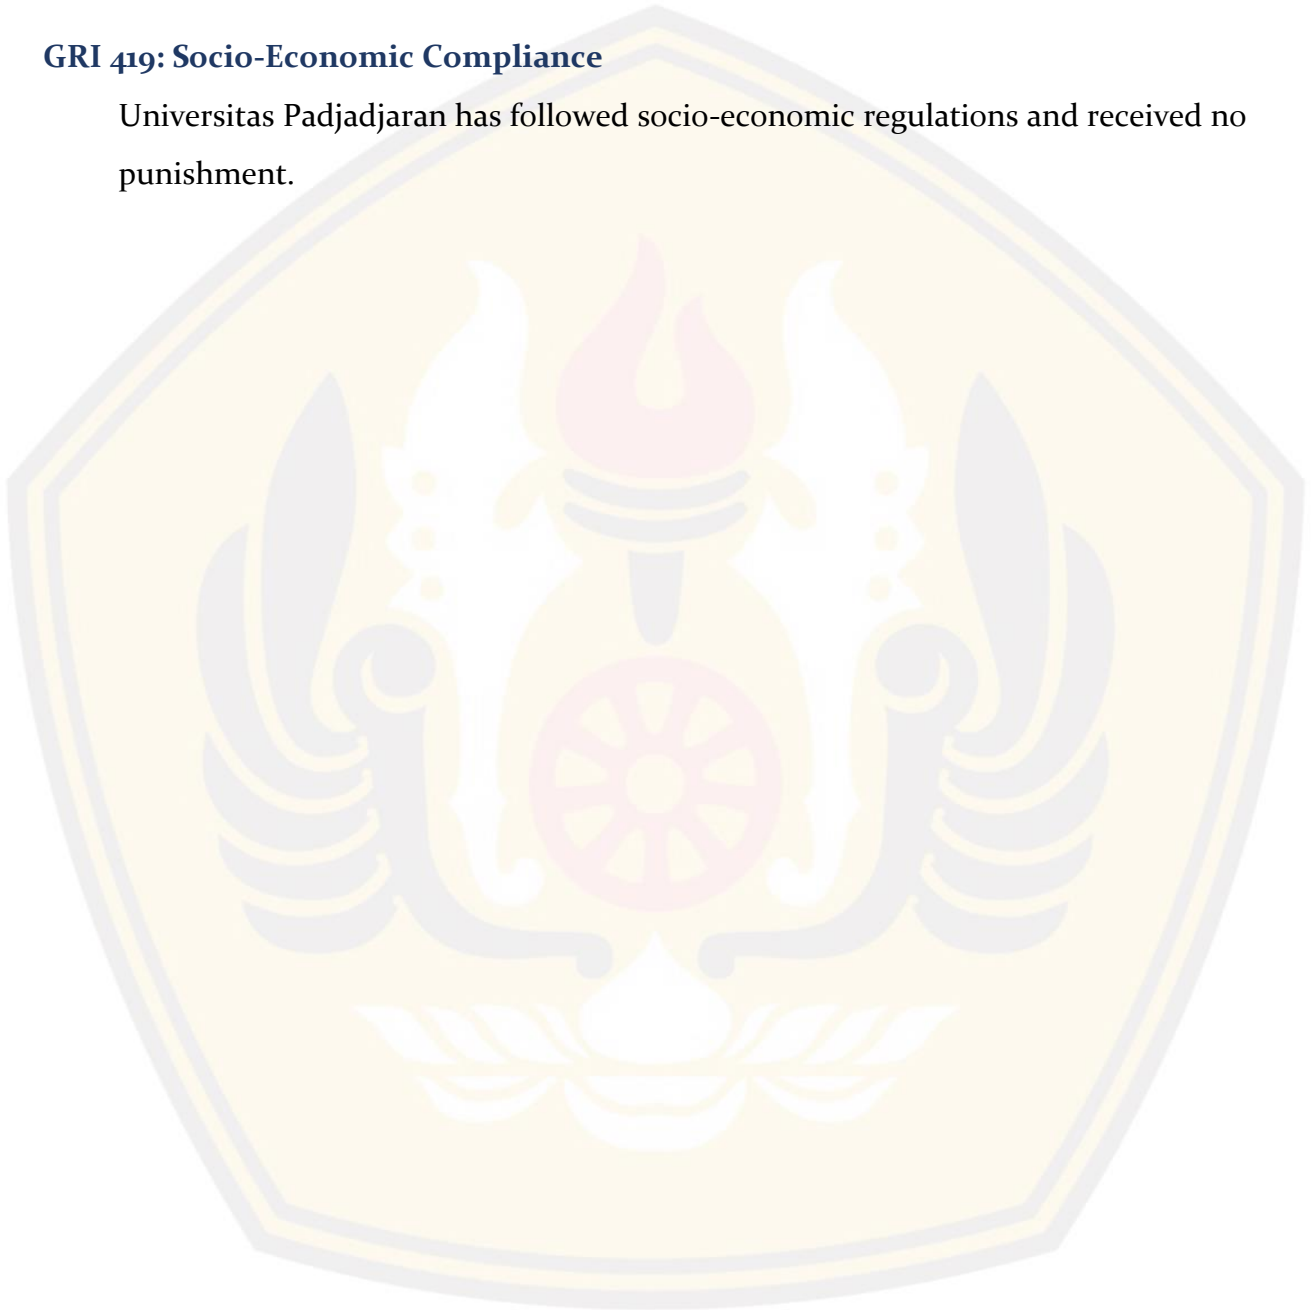 GRI 419: Socio-Economic Compliance
Universitas Padjadjaran has followed socio-economic regulations and received no
punishment.